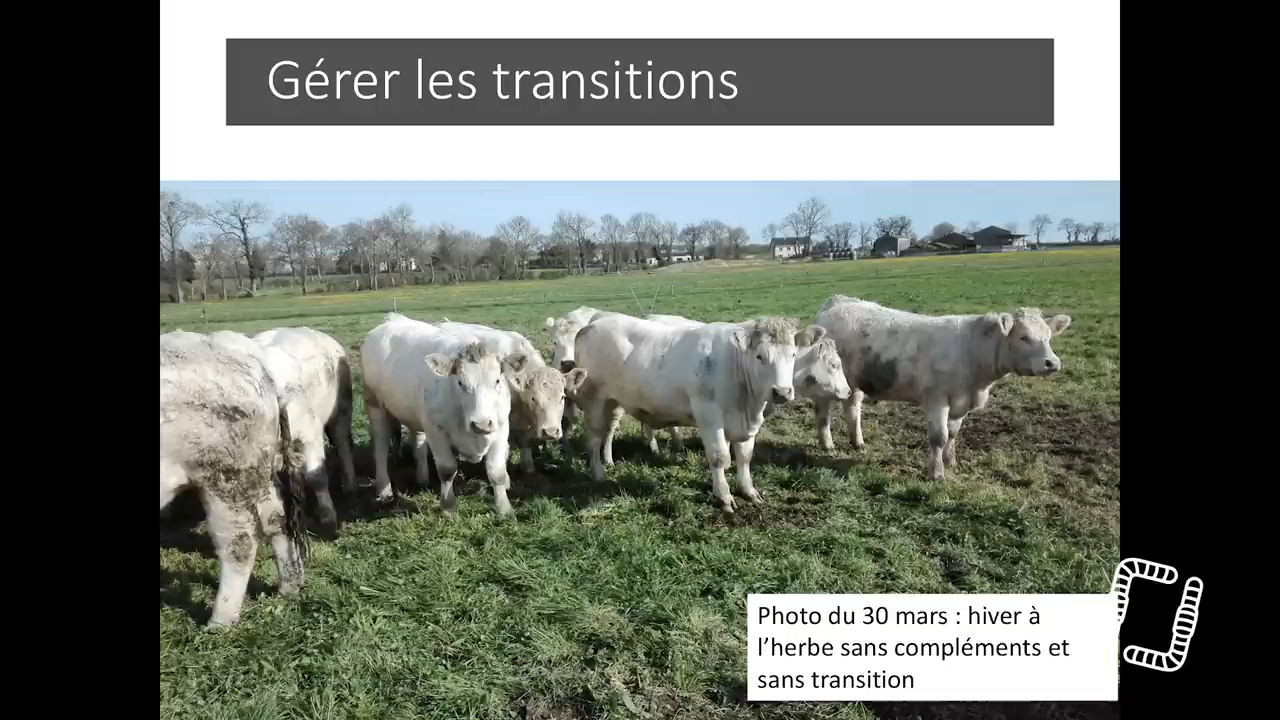 Gérer les transitions
Photo du 30 mars : hiver à
l’herbe sans compléments et
sans transition